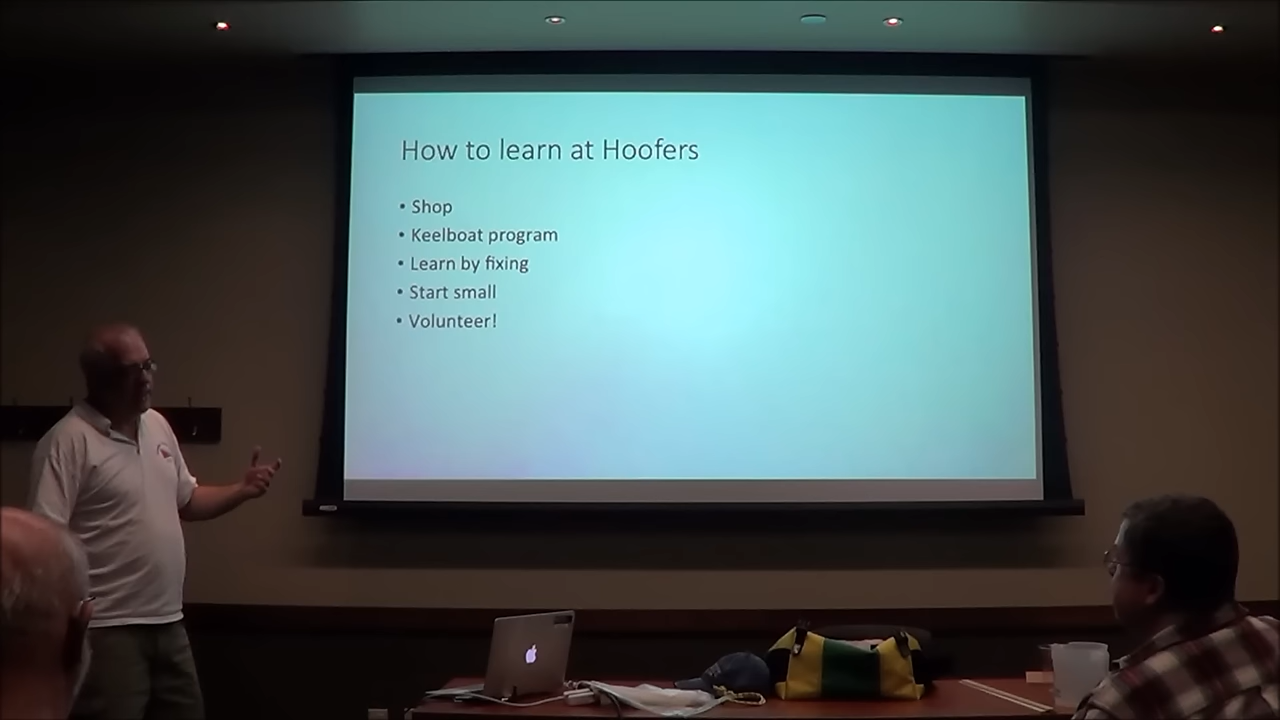 How to learn at Hoofers
• Shop
• Keelboat program
• Learn by fixing
• Start small
• Volunteer!